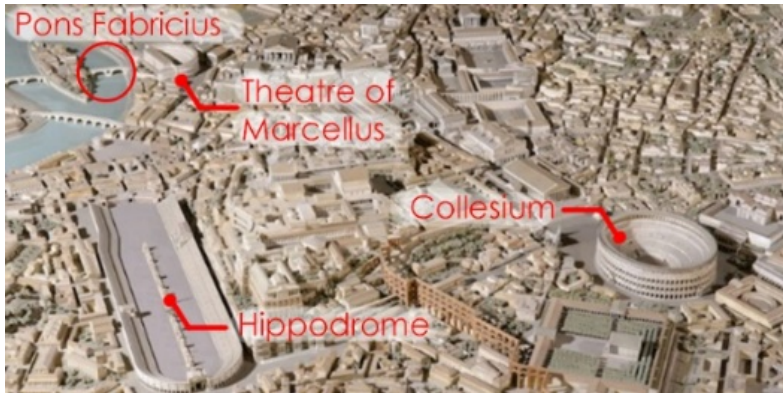 Pons Fabricius
Theatre of
Marcellus
Collesium
Hippodrome